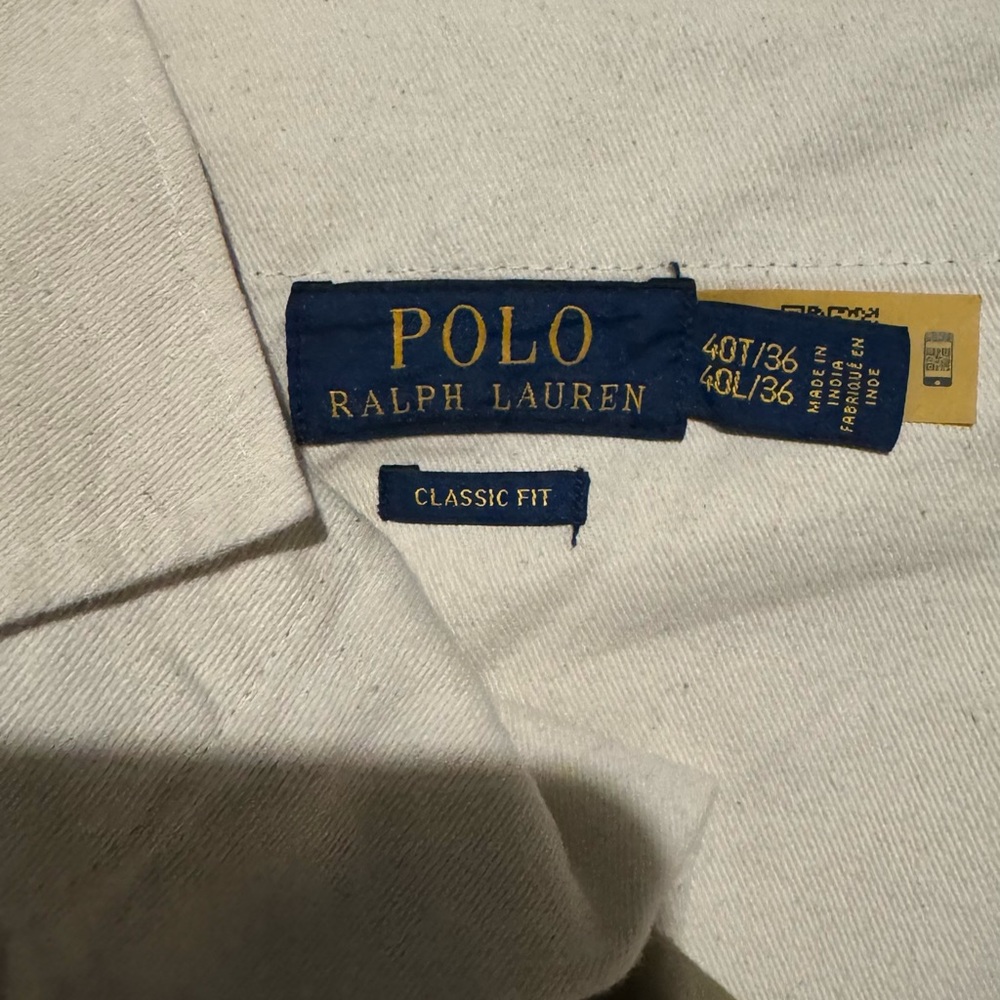 POLO
RALPH LAUREN
40T/36
40L/36
MADE IN
INDIA
FABRIQUÉ EN
INDE
CLASSIC FIT